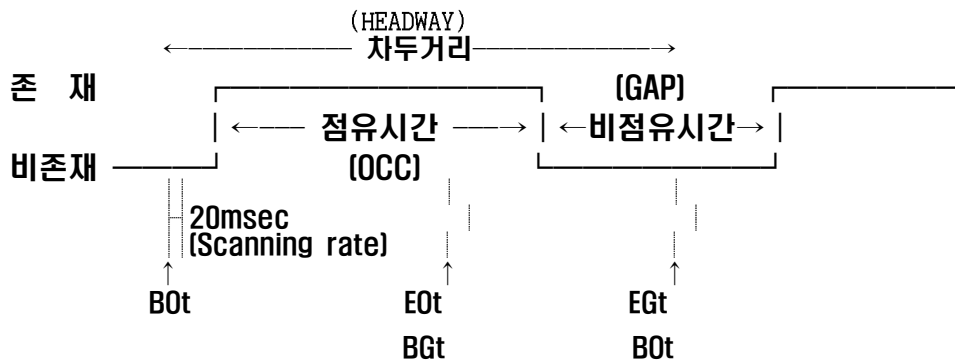 (HEADWAY)
차두거리
존 재 (GAP)
점유시간 비점유시간
비존재 (OCC)
20msec
(Scanning rate)
BOt EOt EGt
BGt BOt